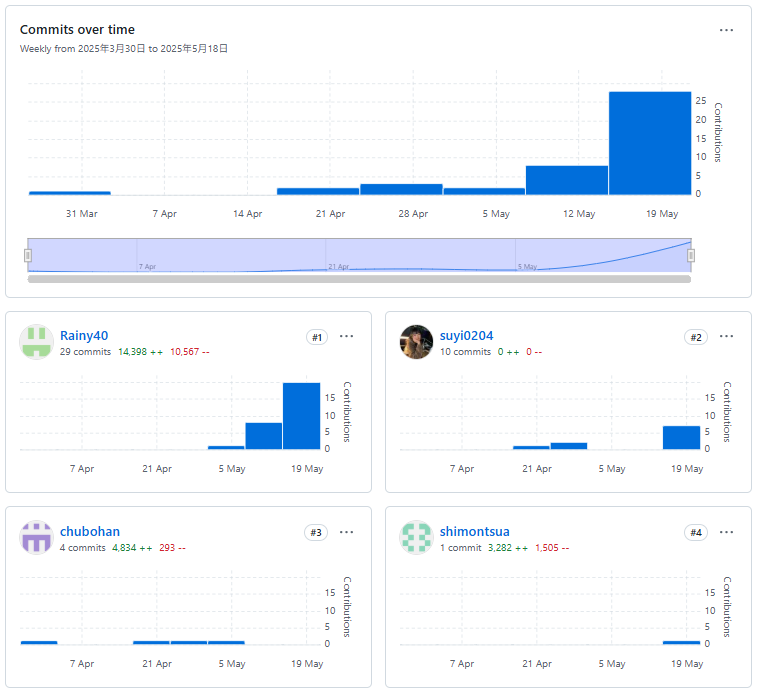 Commits over time
Weekly from 2025年3月30日 to 2025年5月18日
25
20
15
10
5
0
Contributions
31 Mar 7 Apr 14 Apr 21 Apr 28 Apr 5 May 12 May 19 May
7 Apr 21 Apr 5 May
Rainy40 #1
29 commits 14,398 ++ 10,567 --
15
10
5
0
Contributions
7 Apr 21 Apr 5 May 19 May
suyi0204 #2
10 commits 0 ++ 0 --
15
10
5
0
Contributions
7 Apr 21 Apr 5 May 19 May
chubohan #3
4 commits 4,834 ++ 293 --
15
10
5
0
Contributions
7 Apr 21 Apr 5 May 19 May
shimontsua #4
1 commit 3,282 ++ 1,505 --
15
10
5
0
Contributions
7 Apr 21 Apr 5 May 19 May